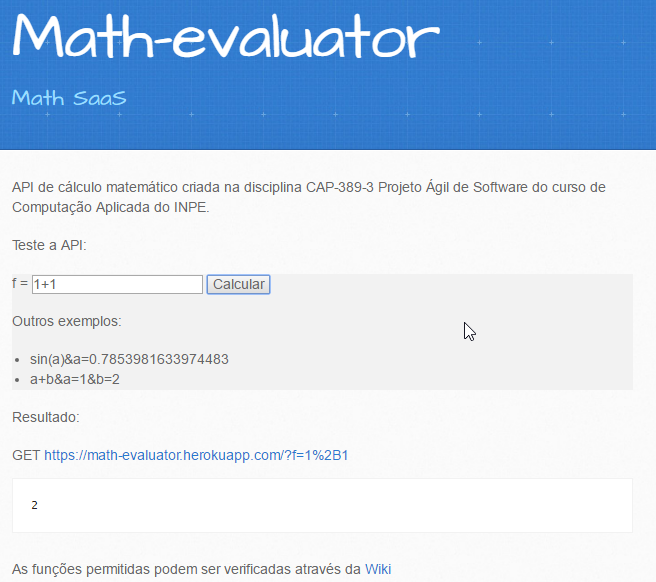 Math-evaluator
Math SaaS
API de cálculo matemático criada na disciplina CAP-389-3 Projeto Ágil de Software do curso de
Computação Aplicada do INPE.
Teste a API:
f = 1+1 Calcular
Outros exemplos:
• sin(a)&a=0.7853981633974483
• a+b&a=1&b=2
Resultado:
GET https://math-evaluator.herokuapp.com/?f=1%2B1
2
As funções permitidas podem ser verificadas através da Wiki